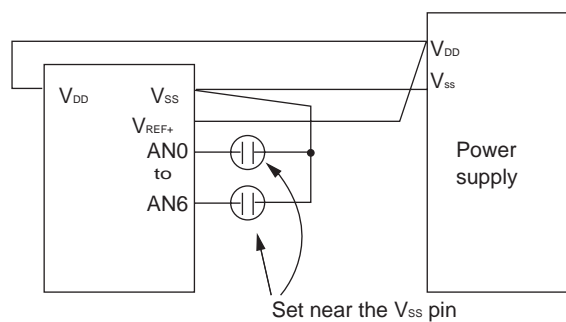 VDD
VSS
VREF+
AN0
to
AN6
VDD
Vss
Power
supply
Set near the Vss pin